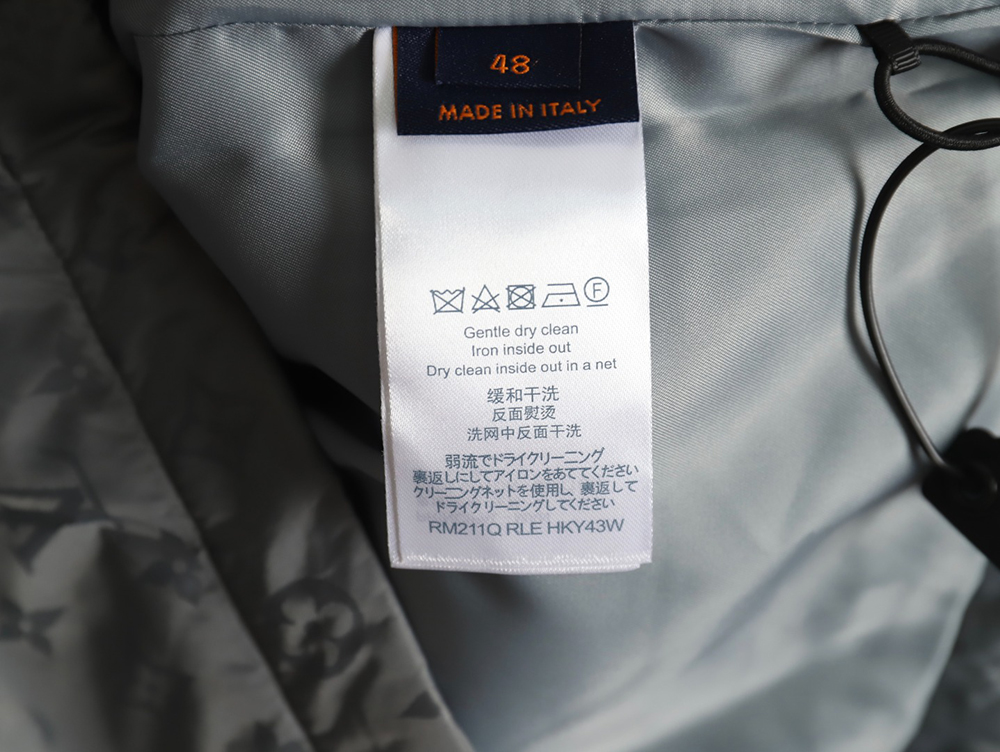 48
MADE IN ITALY
F
Gentle dry clean
Iron inside out
Dry clean inside out in a net
缓和干洗
反面熨烫
洗网中反面干洗
弱流でドライクリーニング
裏返しにしてアイロンをあててください
クリーニングネットを使用し、裏返して
ドライクリーニングしてください
RM211Q RLE HKY43W